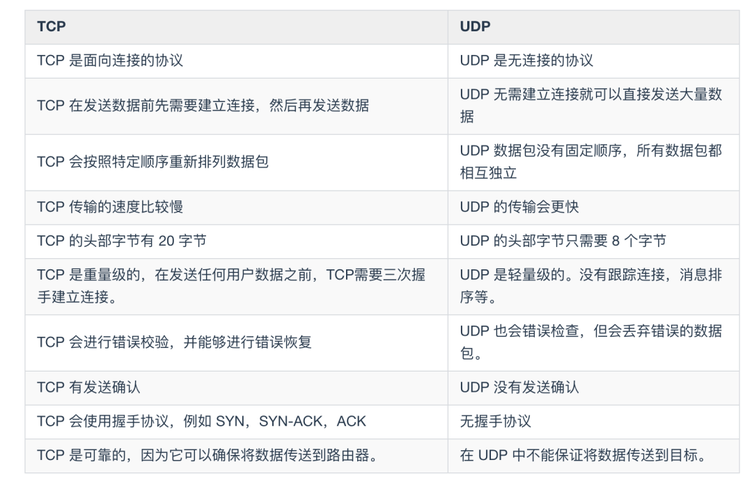 TCP
UDP
TCP 是面向连接的协议
UDP 是无连接的协议
TCP 在发送数据前先需要建立连接，然后再发送数据
UDP 无需建立连接就可以直接发送大量数
据
TCP 会按照特定顺序重新排列数据包
UDP 数据包没有固定顺序，所有数据包都
相互独立
TCP 传输的速度比较慢
UDP 的传输会更快
TCP 的头部字节有 20 字节
UDP 的头部字节只需要 8 个字节
TCP 是重量级的，在发送任何用户数据之前，TCP需要三次握
手建立连接。
UDP 是轻量级的。没有跟踪连接，消息排
序等。
TCP 会进行错误校验，并能够进行错误恢复
UDP 也会错误检查，但会丢弃错误的数据
包。
TCP 有发送确认
UDP 没有发送确认
TCP 会使用握手协议，例如 SYN，SYN-ACK，ACK
无握手协议
TCP 是可靠的，因为它可以确保将数据传送到路由器。
在 UDP 中不能保证将数据传送到目标。